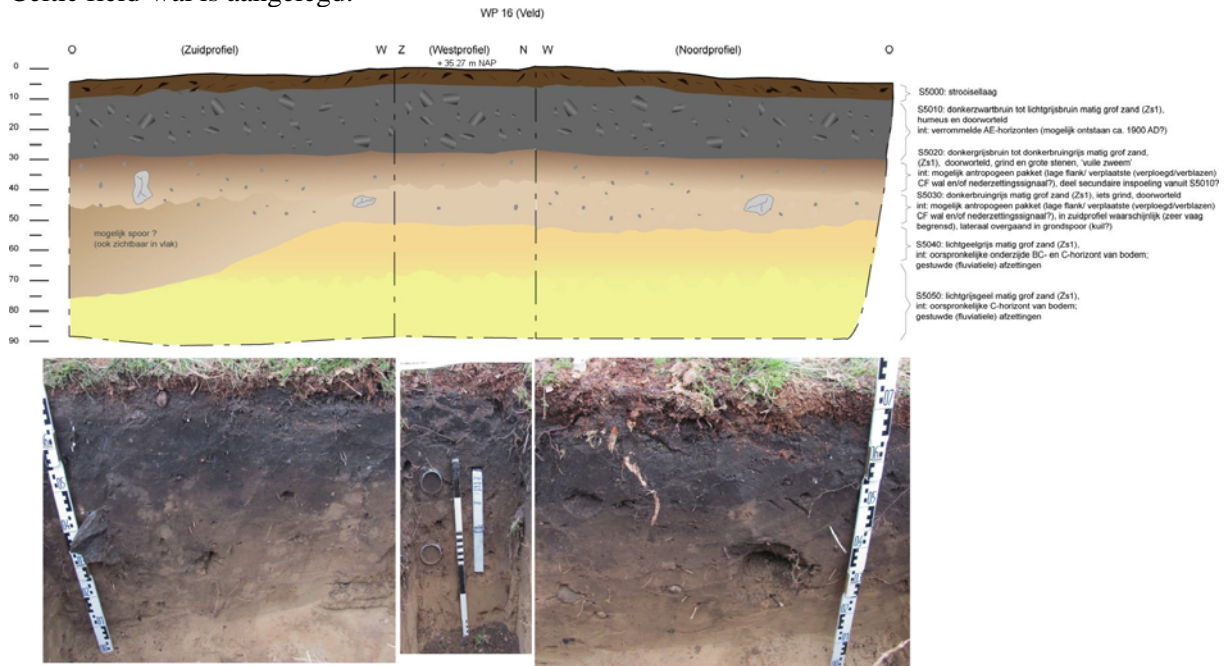 Celtic field-wal is aangelegd.
WP 16 (Veld)
O (Zuidprofiel) W Z (Westprofiel) N W (Noordprofiel) O
+ 35.27 m NAP
0
10
20
30
40
50
60
70
80
90
mogelijk spoor ?
(ook zichtbaar in vlak)
S5000: strooisellaag
S5010: donkerzwartbruin tot lichtgrijsbruin matig grof zand (Zs1),
humeus en doorworteld
int: verrommelde AE-horizonten (mogelijk ontstaan ca. 1900 AD?)
S5020: donkergrijsbruin tot donkerbruingrijs matig grof zand,
(Zs1), doorworteld, grind en grote stenen, 'vuile zweem'
int: mogelijk antropogeen pakket (lage flank/ verplaatste (verploegd/verblazen)
CF wal en/of nederzettingssignaal?), deel secundaire inspoeling vanuit S5010?
S5030: donkerbruingrijs matig grof zand (Zs1), iets grind, doorworteld
int: mogelijk antropogeen pakket (lage flank/ verplaatste (verploegd/verblazen)
CF wal en/of nederzettingssignaal?), in zuidprofiel waarschijnlijk (zeer vaag
begrensd), lateraal overgaand in grondspoor (kuil?)
S5040: lichtgeelgrijs matig grof zand (Zs1),
int: oorspronkelijke onderzijde BC- en C-horizont van bodem;
gestuwde (fluviatiele) afzettingen
S5050: lichtgrijsgeel matig grof zand (Zs1),
int: oorspronkelijke C-horizont van bodem;
gestuwde (fluviatiele) afzettingen